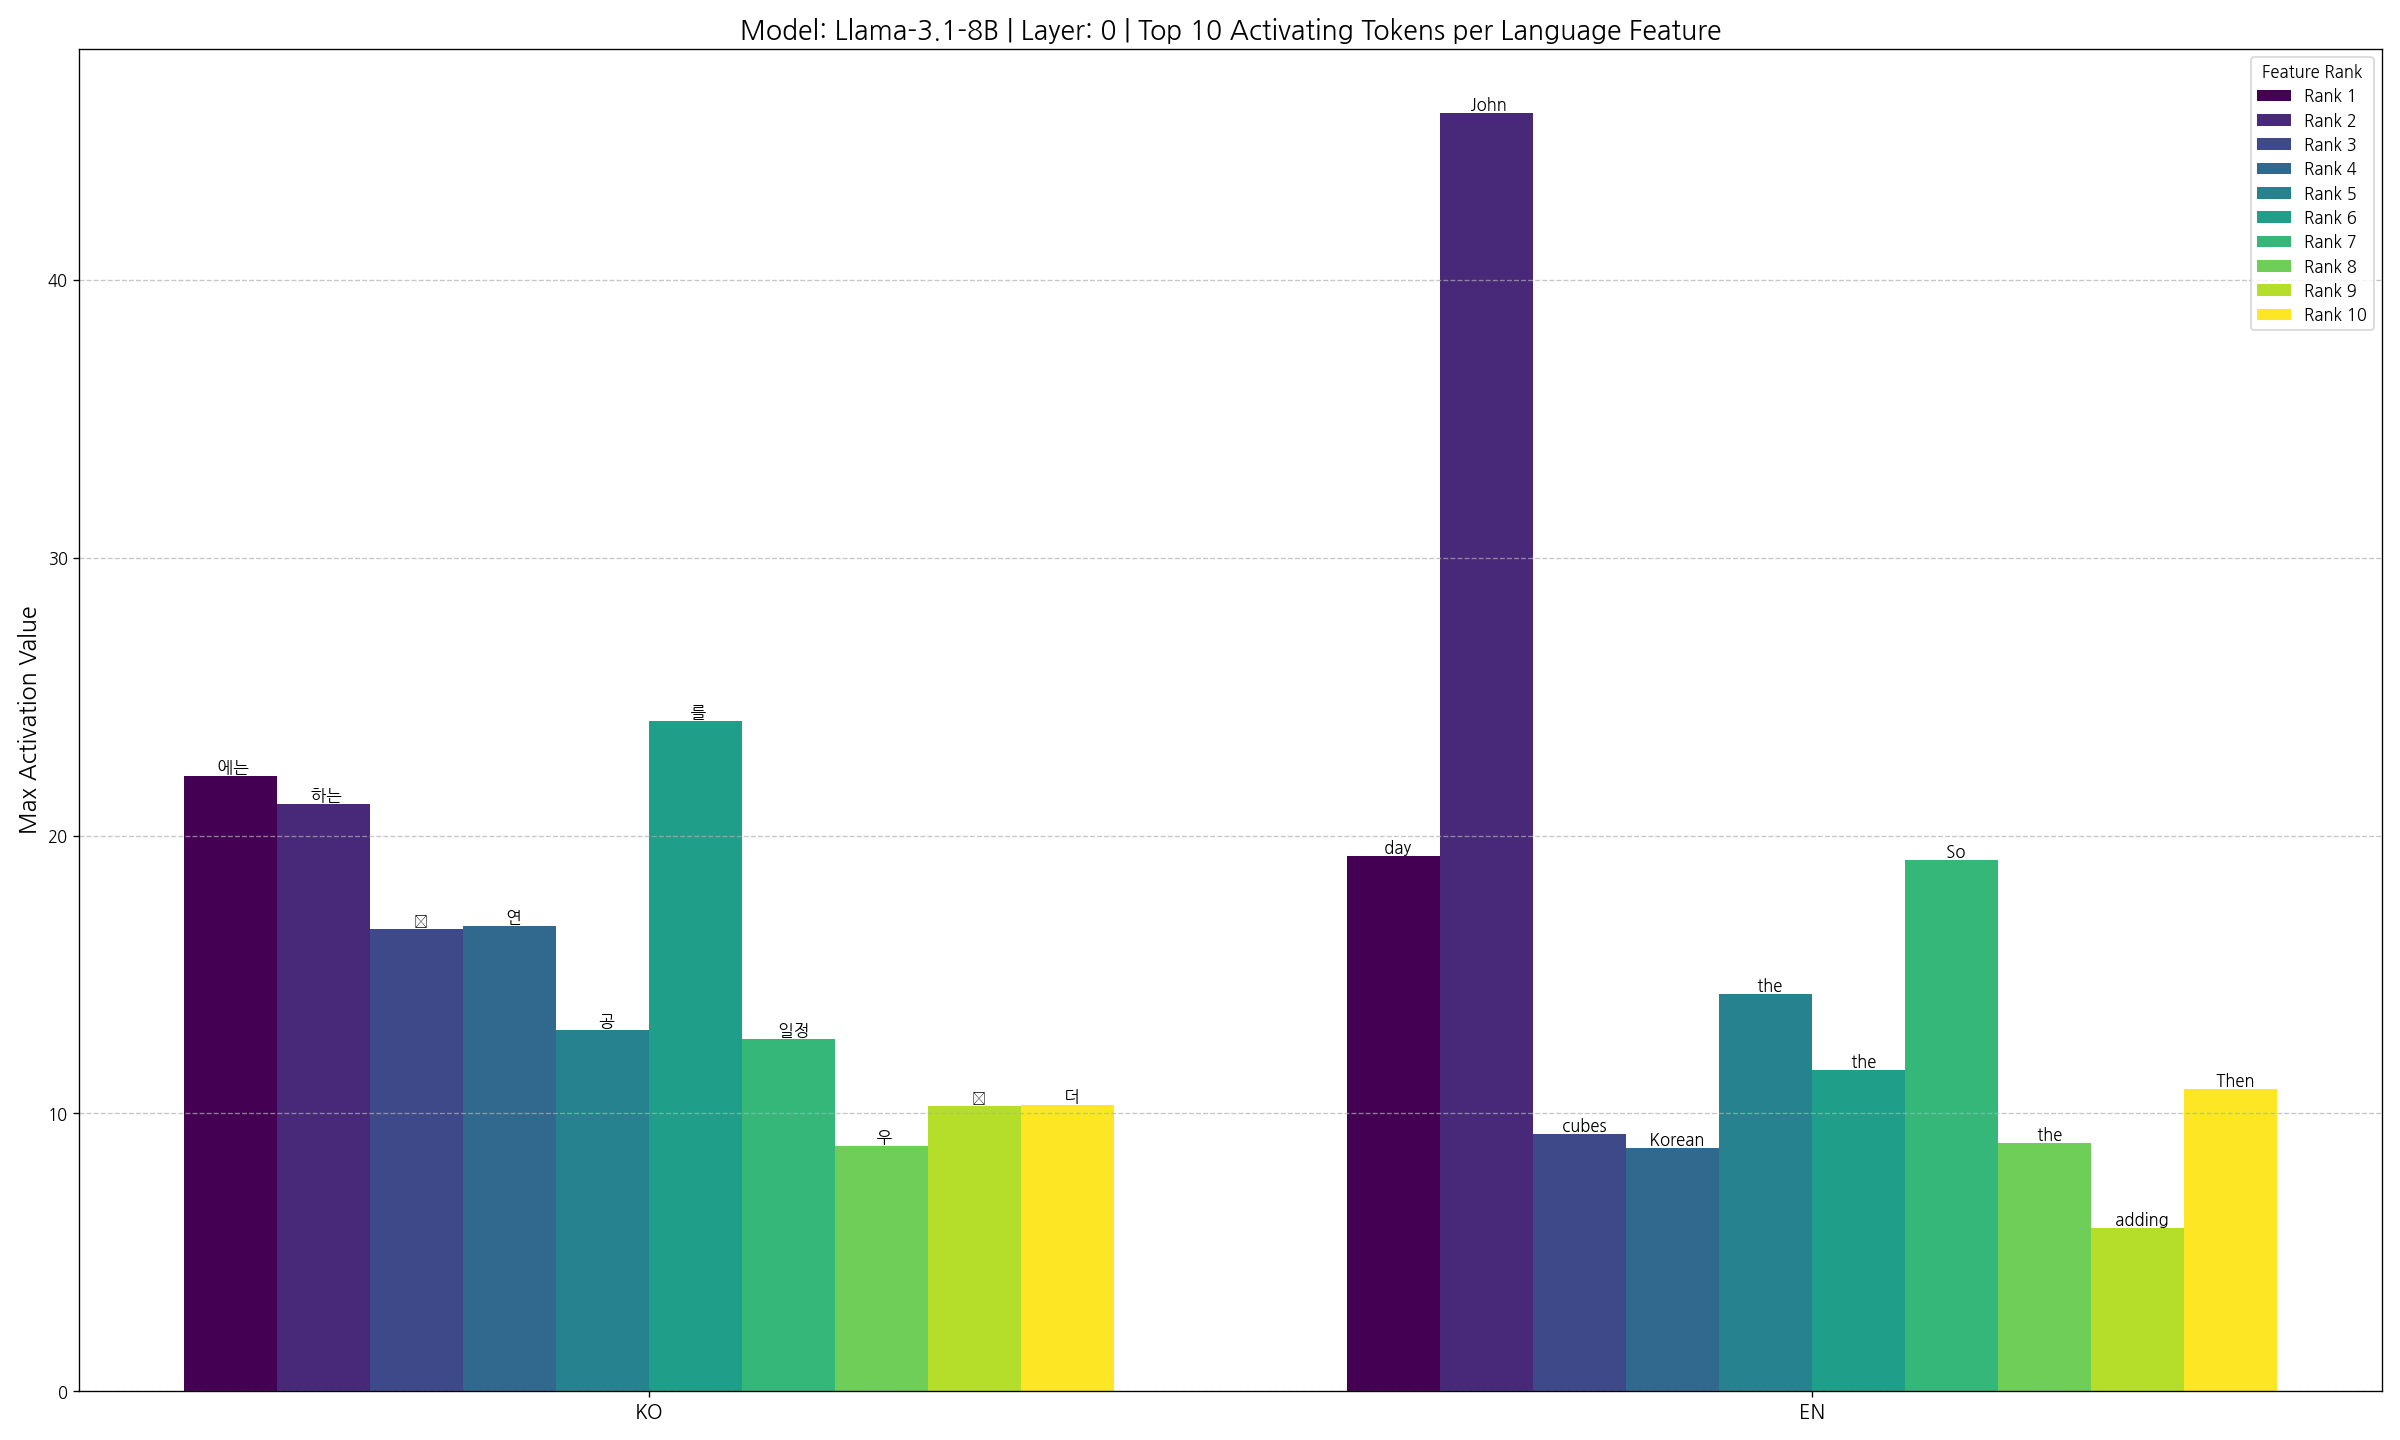 Model: Llama-3.1-8B | Layer: 0 | Top 10 Activating Tokens per Language Feature
Feature Rank
Rank 1
Rank 2
Rank 3
Rank 4
Rank 5
Rank 6
Rank 7
Rank 8
Rank 9
Rank 10
Max Activation Value
40
30
20
10
0
에는
하는
연
공
를
일정
우
더
day
John
cubes
Korean
the
the
So
the
adding
Then
KO
EN